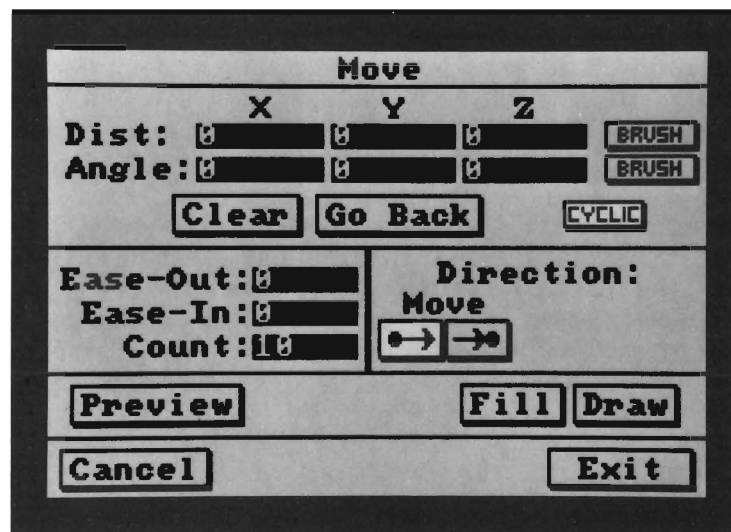 Move
X Y Z
Dist: 0 0 0 BRUSH
Angle: 0 0 0 BRUSH
Clear Go Back CYCLIC
Ease-Out: 0 Direction:
Ease-In: 0 Move
Count: 10
Preview Fill Draw
Cancel Exit